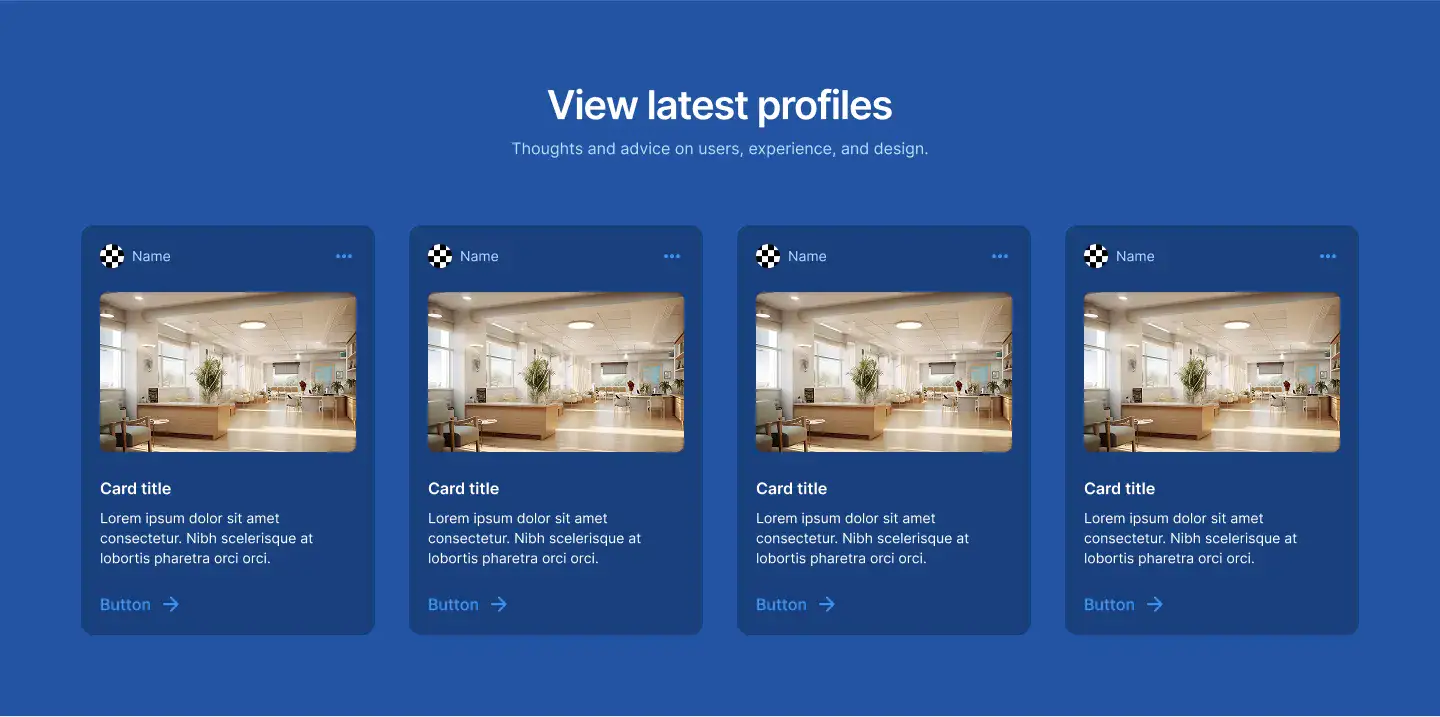 View latest profiles
Thoughts and advice on users, experience, and design.
Name
Card title
Lorem ipsum dolor sit amet
consectetur. Nibh scelerisque at
lobortis pharetra orci orci.
Button
Name
Card title
Lorem ipsum dolor sit amet
consectetur. Nibh scelerisque at
lobortis pharetra orci orci.
Button
Name
Card title
Lorem ipsum dolor sit amet
consectetur. Nibh scelerisque at
lobortis pharetra orci orci.
Button
Name
Card title
Lorem ipsum dolor sit amet
consectetur. Nibh scelerisque at
lobortis pharetra orci orci.
Button